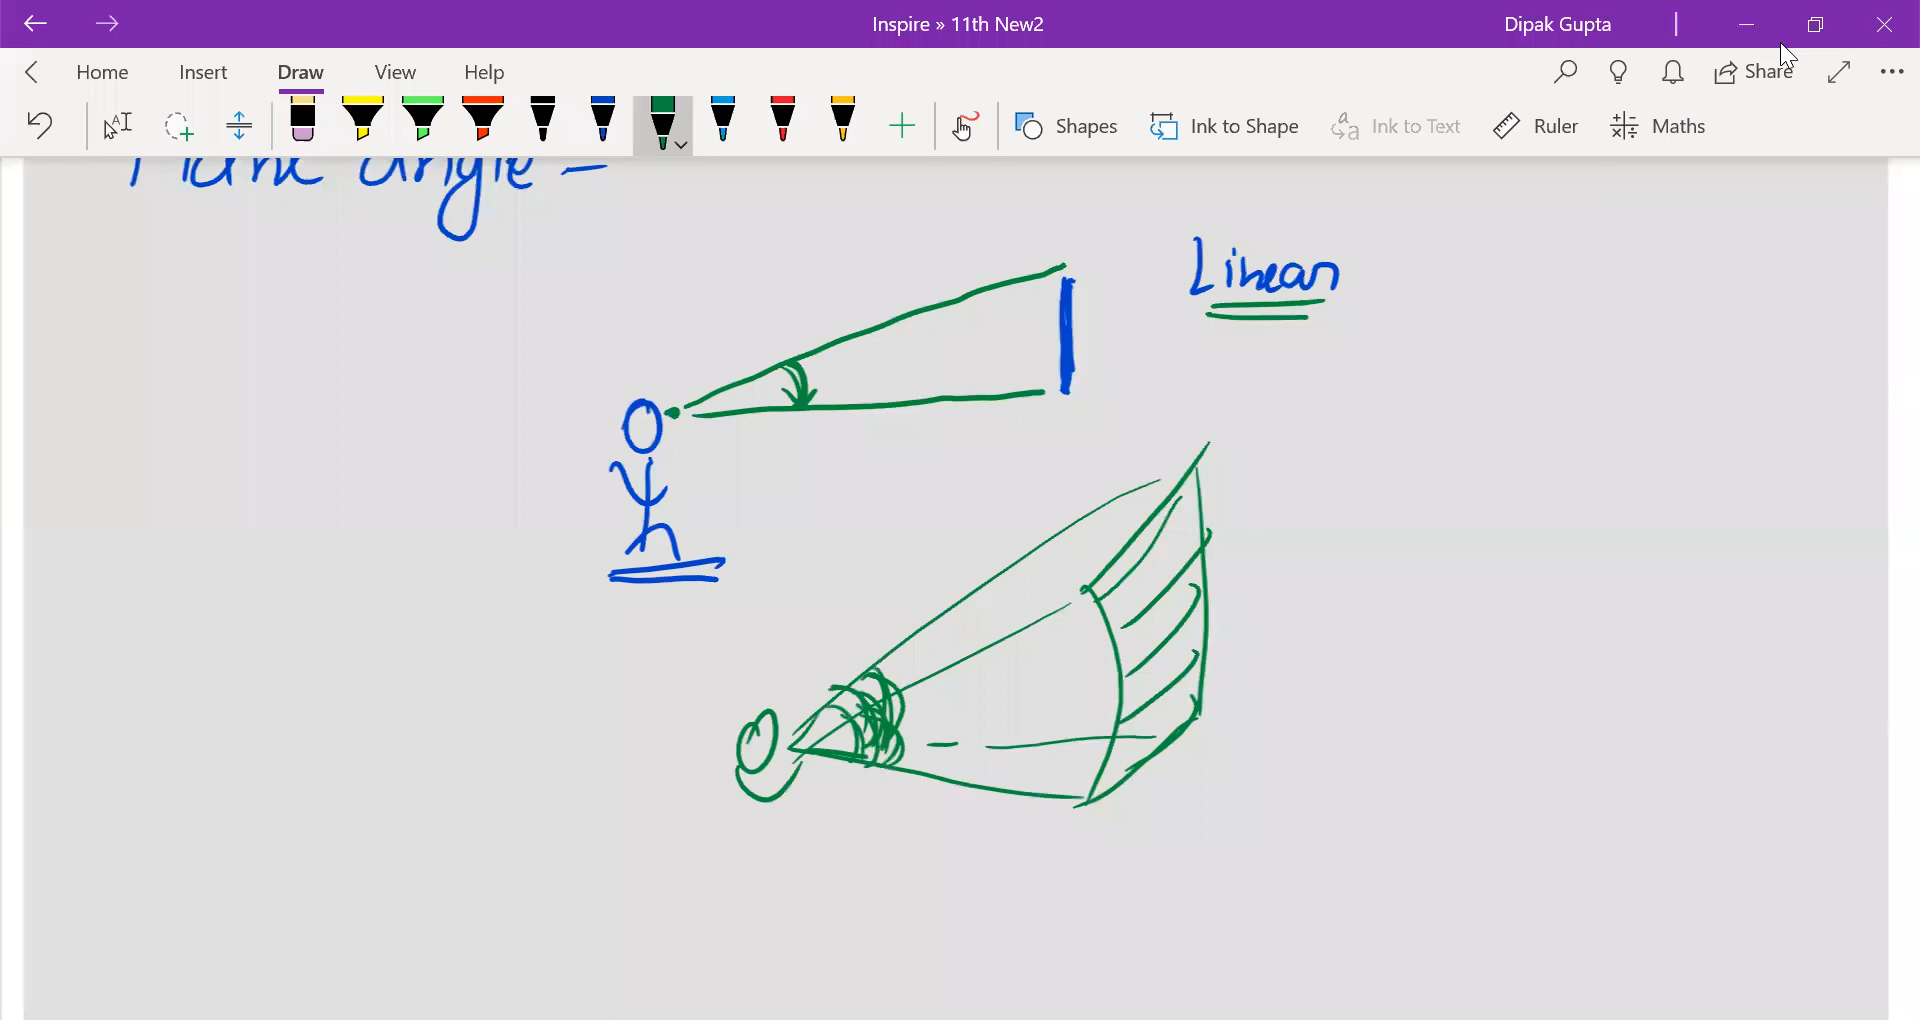 Inspire » 11th New2
Dipak Gupta
Home Insert Draw View Help
Share
Shapes Ink to Shape Ink to Text Ruler Maths
Plane angle -
Linear